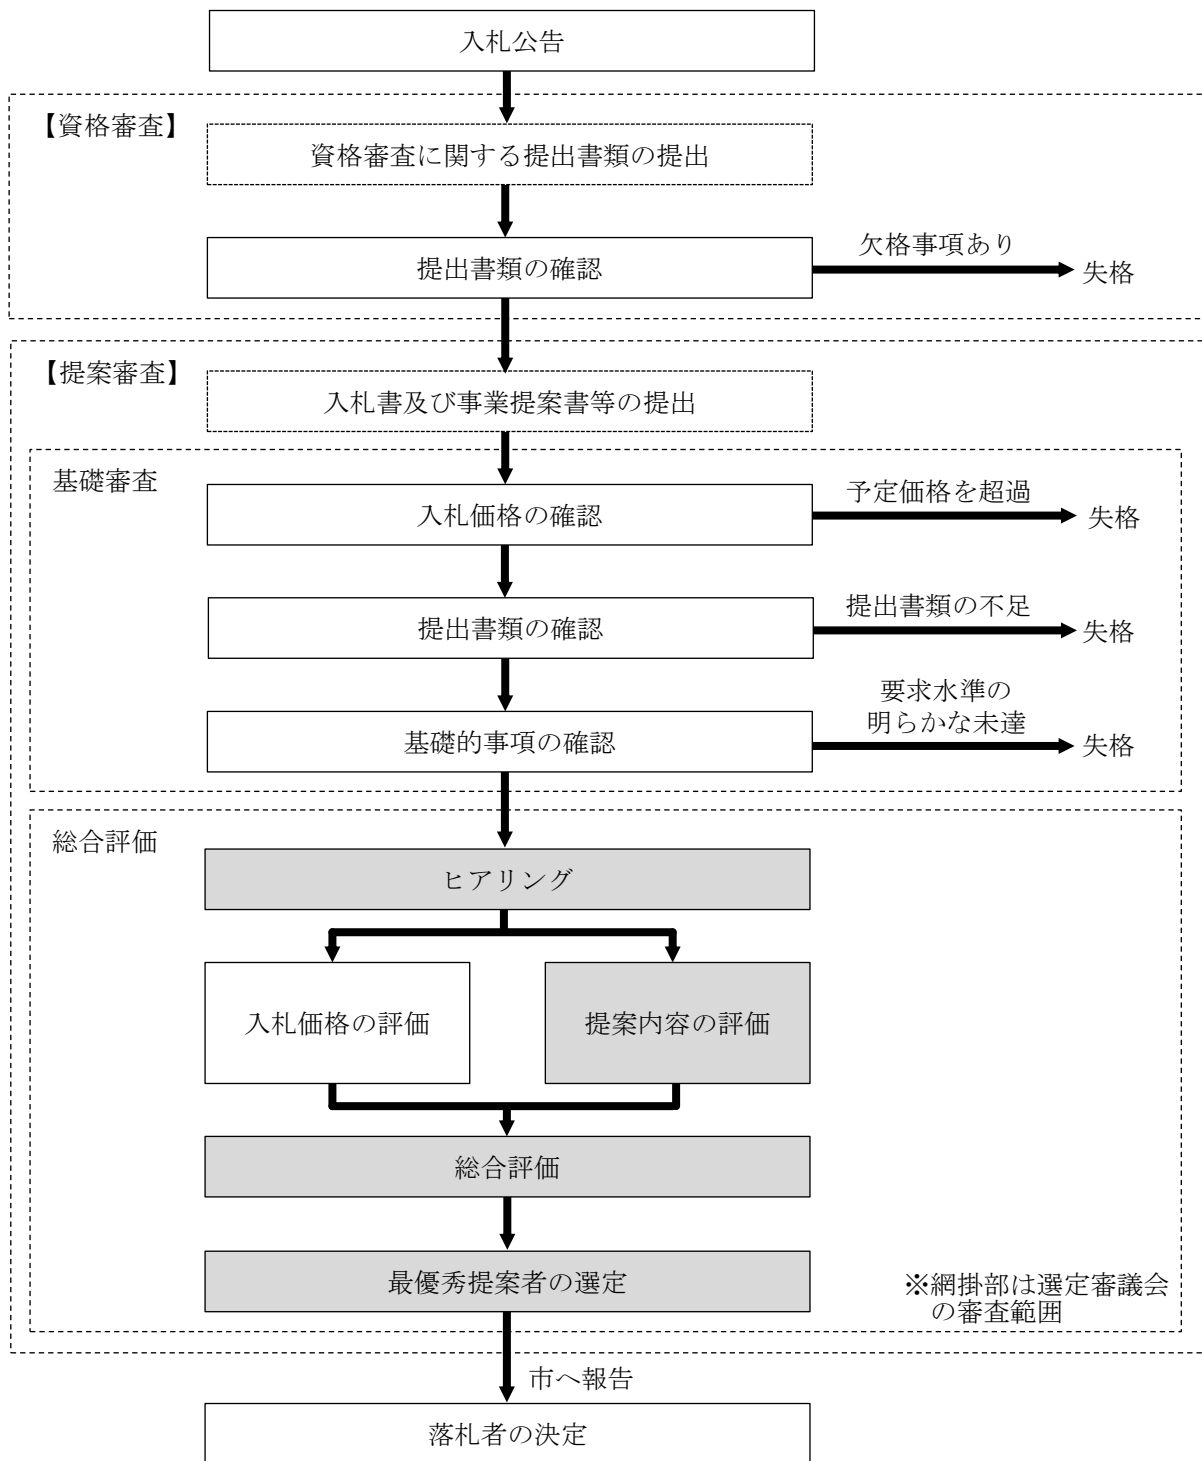 入札公告
【資格審査】
資格審査に関する提出書類の提出
提出書類の確認
欠格事項あり
失格
【提案審査】
入札書及び事業提案書等の提出
基礎審査
入札価格の確認
予定価格を超過
失格
提出書類の確認
提出書類の不足
失格
基礎的事項の確認
要求水準の
明らかな未達
失格
総合評価
ヒアリング
入札価格の評価
提案内容の評価
総合評価
最優秀提案者の選定
※網掛部は選定審議会
の審査範囲
市へ報告
落札者の決定